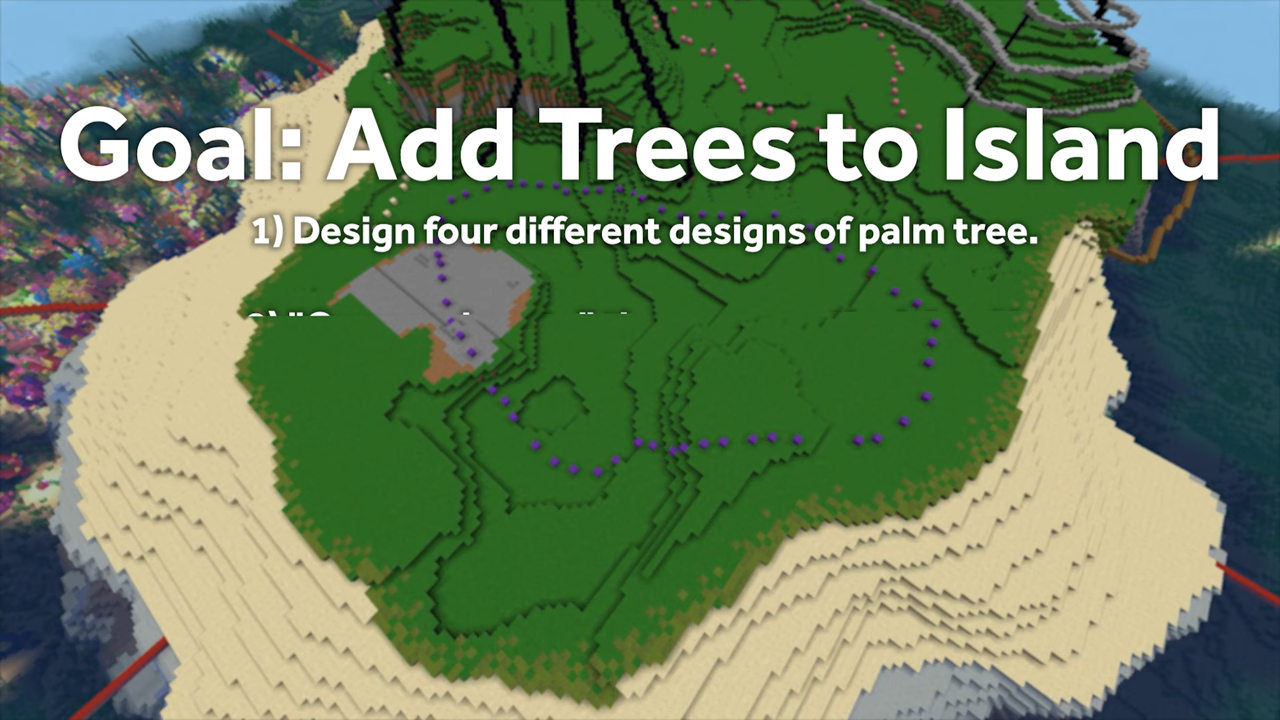 Goal: Add Trees to Island
1) Design four different designs of palm tree.